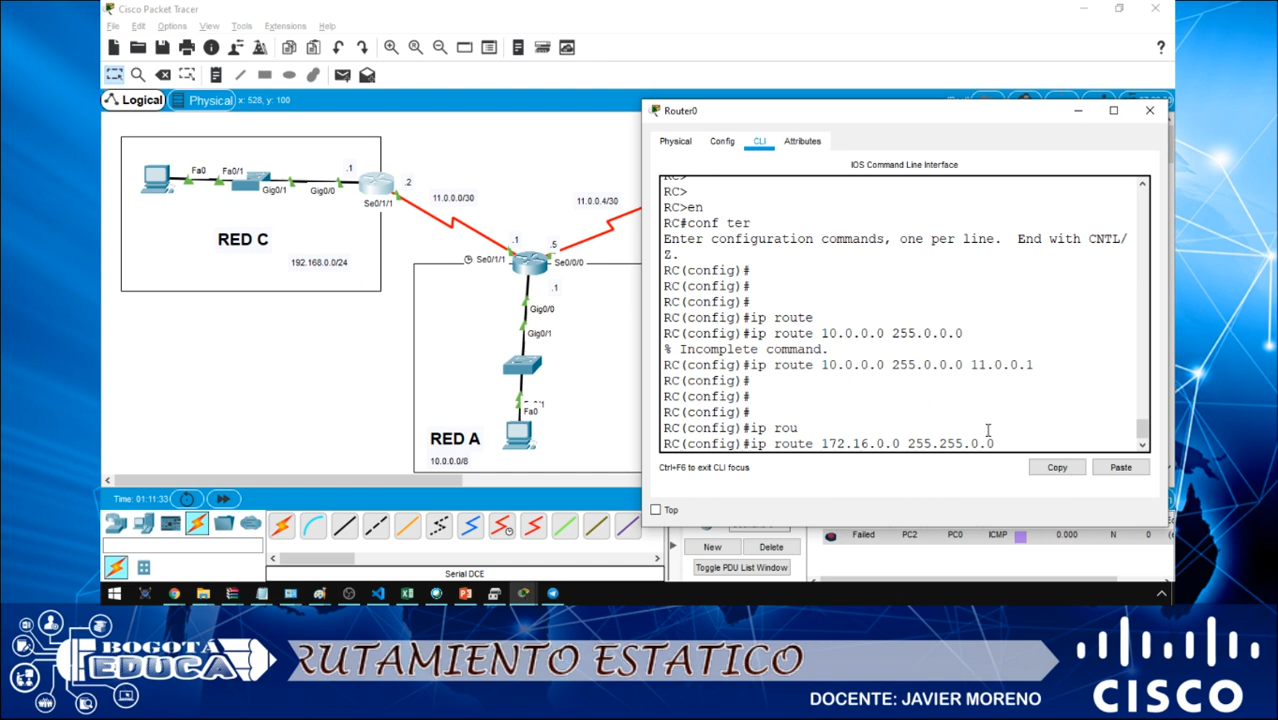 Cisco Packet Tracer
File Edit Options View Tools Extensions Help
?
Logical Physical x: 528, y: 100
Router0
Physical Config CLI Attributes
IOS Command Line Interface
RC>
RC>
RC>en
RC#conf ter
Enter configuration commands, one per line.  End with CNTL/
Z.
RC(config)#
RC(config)#
RC(config)#
RC(config)#ip route
RC(config)#ip route 10.0.0.0 255.0.0.0
% Incomplete command.
RC(config)#ip route 10.0.0.0 255.0.0.0 11.0.0.1
RC(config)#
RC(config)#
RC(config)#
RC(config)#ip rou
RC(config)#ip route 172.16.0.0 255.255.0.0
Ctrl+F6 to exit CLI focus
Copy Paste
Top
Fa0 Fa0/1 Gig0/1 Gig0/0 .1 .2
Se0/1/1
11.0.0.0/30
11.0.0.4/30
RED C
192.168.0.0/24
.1 .5
Se0/1/1 Se0/0/0
.1
Gig0/0
Gig0/1
Fa0
RED A
10.0.0.0/8
Time: 01:11:33
Serial DCE
New Delete
Toggle PDU List Window
Failed PC2 PC0 ICMP 0.000 N 0
BOGOTÁ
EDUCA
RUTAMIENTO ESTATICO
DOCENTE: JAVIER MORENO
CISCO